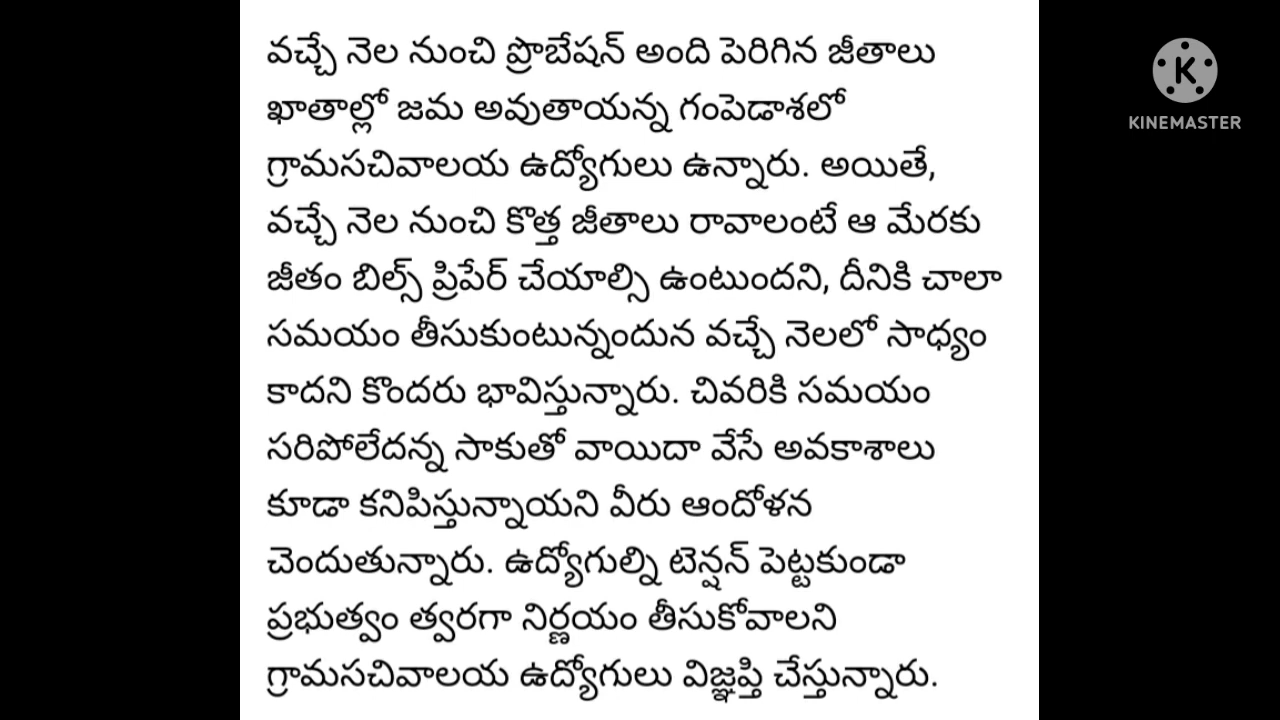 వచ్చే నెల నుంచి ప్రొబేషన్ అంది పెరిగిన జీతాలు
ఖాతాల్లో జమ అవుతాయన్న గంపెడాశలో
గ్రామసచివాలయ ఉద్యోగులు ఉన్నారు. అయితే,
వచ్చే నెల నుంచి కొత్త జీతాలు రావాలంటే ఆ మేరకు
జీతం బిల్స్ ప్రిపేర్ చేయాల్సి ఉంటుందని, దీనికి చాలా
సమయం తీసుకుంటున్నందున వచ్చే నెలలో సాధ్యం
కాదని కొందరు భావిస్తున్నారు. చివరికి సమయం
సరిపోలేదన్న సాకుతో వాయిదా వేసే అవకాశాలు
కూడా కనిపిస్తున్నాయని వీరు ఆందోళన
చెందుతున్నారు. ఉద్యోగుల్ని టెన్షన్ పెట్టకుండా
ప్రభుత్వం త్వరగా నిర్ణయం తీసుకోవాలని
గ్రామసచివాలయ ఉద్యోగులు విజ్ఞప్తి చేస్తున్నారు.
K
KINEMASTER